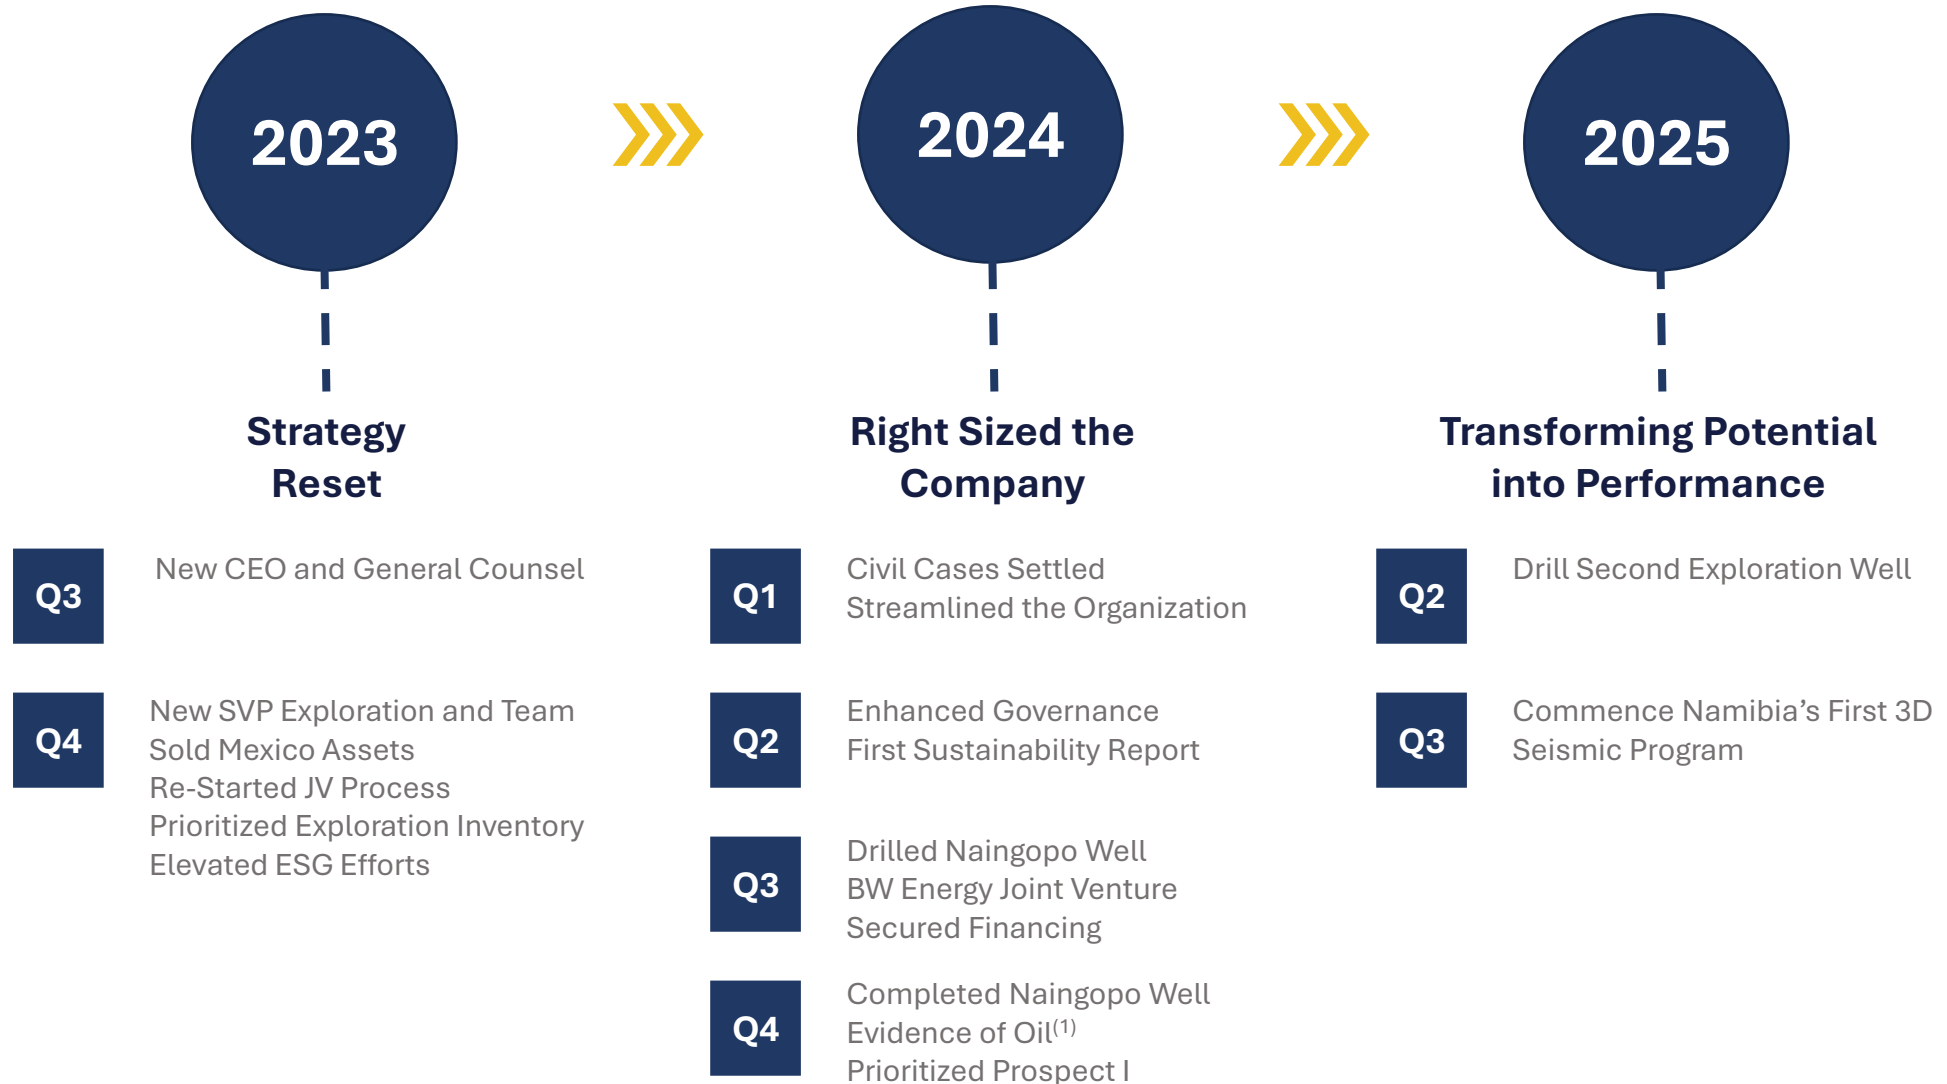 2023
2024
2025
Strategy
Reset
Right Sized the
Company
Transforming Potential
into Performance
Q3
New CEO and General Counsel
Q4
New SVP Exploration and Team
Sold Mexico Assets
Re-Started JV Process
Prioritized Exploration Inventory
Elevated ESG Efforts
Q1
Civil Cases Settled
Streamlined the Organization
Q2
Enhanced Governance
First Sustainability Report
Q3
Drilled Naingopo Well
BW Energy Joint Venture
Secured Financing
Q4
Completed Naingopo Well
Evidence of Oil(1)
Prioritized Prospect I
Q2
Drill Second Exploration Well
Q3
Commence Namibia’s First 3D
Seismic Program